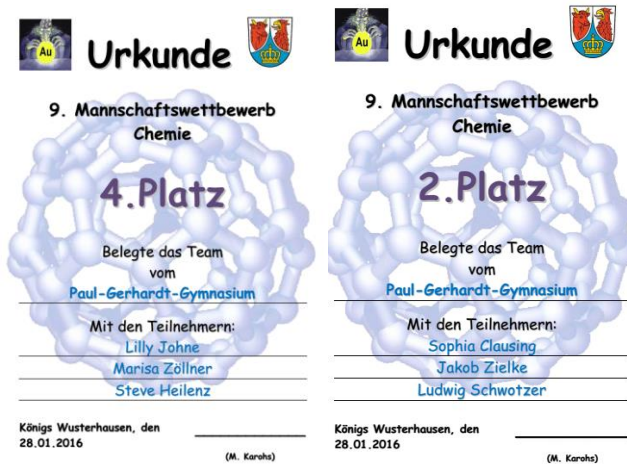 Au
Urkunde
9. Mannschaftswettbewerb
Chemie
4.Platz
Belegte das Team
vom
Paul-Gerhardt-Gymnasium
Mit den Teilnehmern:
Lilly Johne
Marisa Zöllner
Steve Heilenz
Königs Wusterhausen, den
28.01.2016
(M. Karohs)
Au
Urkunde
9. Mannschaftswettbewerb
Chemie
2.Platz
Belegte das Team
vom
Paul-Gerhardt-Gymnasium
Mit den Teilnehmern:
Sophia Clausing
Jakob Zielke
Ludwig Schwotzer
Königs Wusterhausen, den
28.01.2016
(M. Karohs)